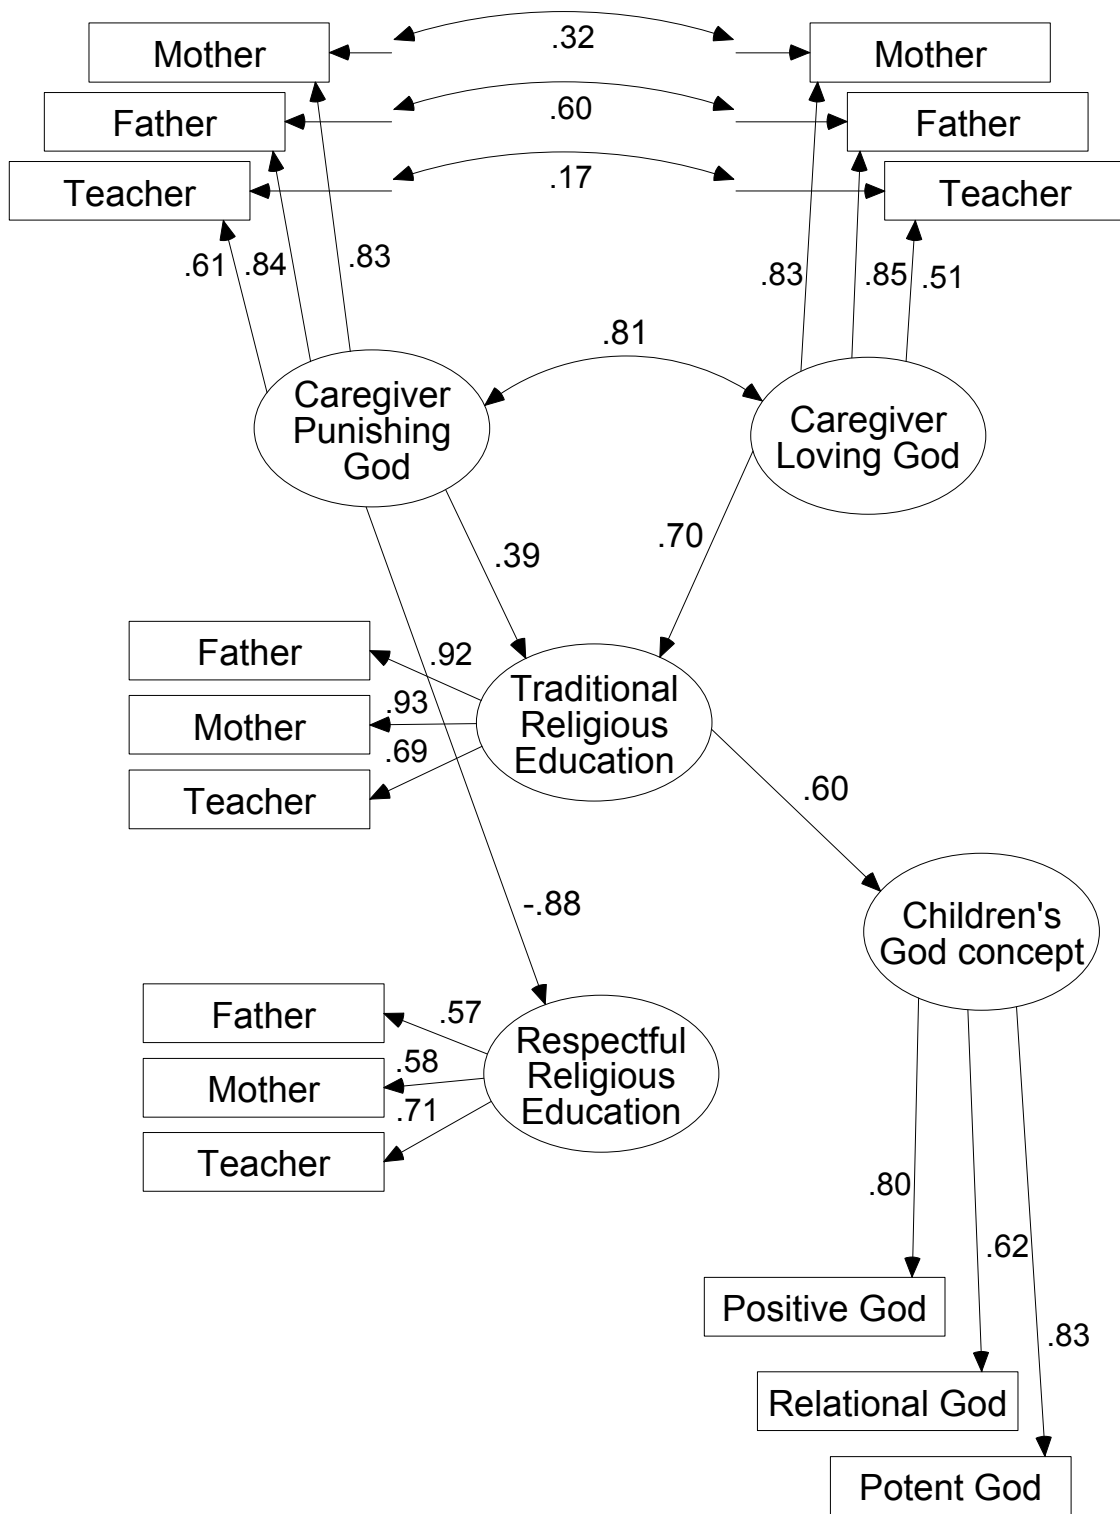 Mother
.32
Mother
Father
.60
Father
Teacher
.17
Teacher
.61
.84
.83
.83
.85
.51
.81
Caregiver
Punishing
God
Caregiver
Loving God
.39
.70
Father
.92
Mother
.93
Teacher
.69
Traditional
Religious
Education
.60
-.88
Children's
God concept
Father
.57
Mother
.58
Teacher
.71
Respectful
Religious
Education
.80
.62
.83
Positive God
Relational God
Potent God